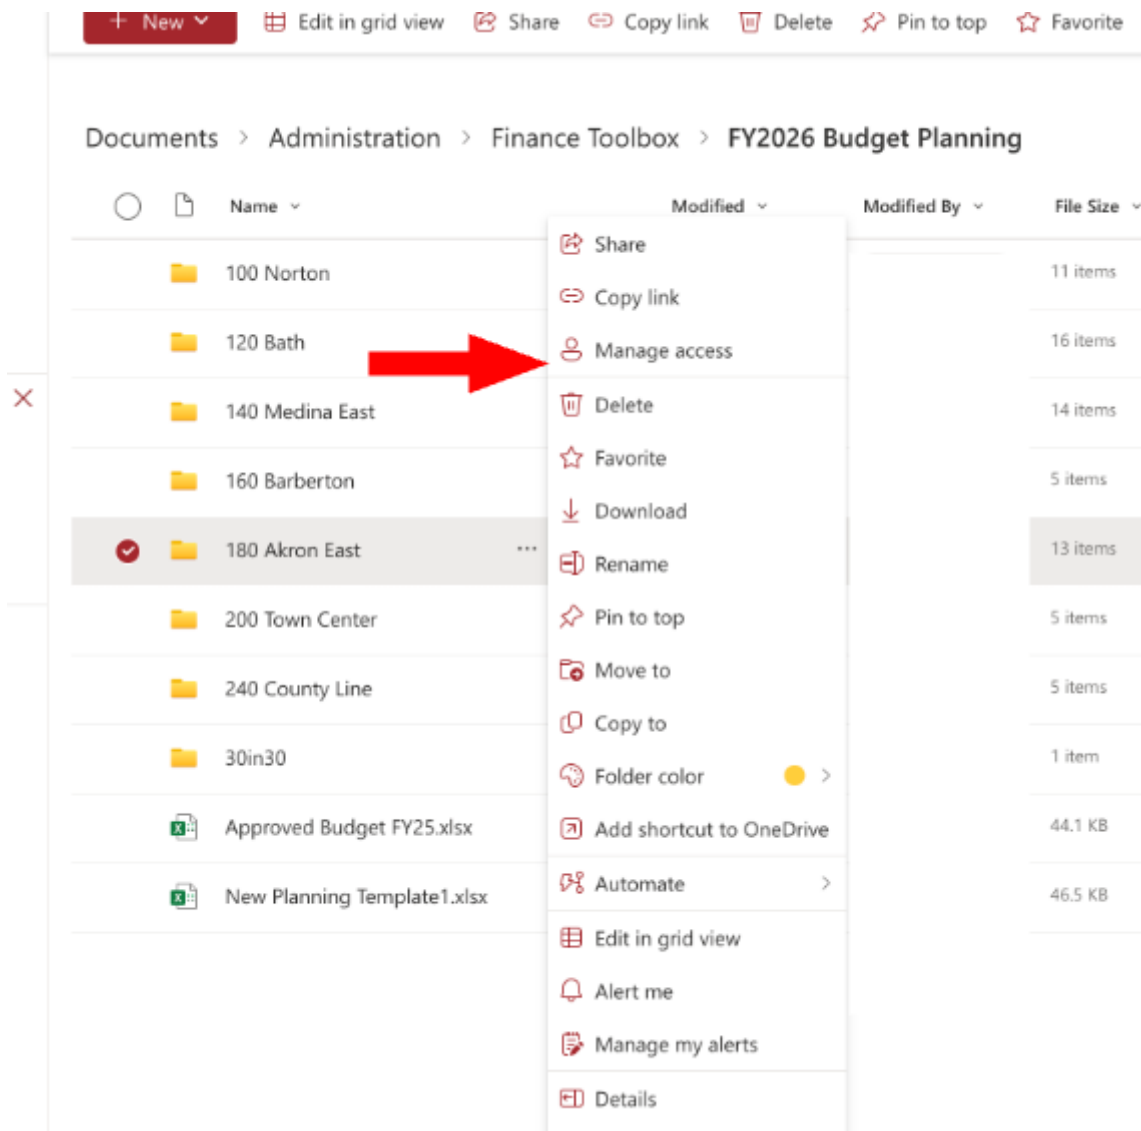 + New Edit in grid view Share Copy link Delete Pin to top Favorite
Documents > Administration > Finance Toolbox > FY2026 Budget Planning
Name Modified Modified By File Size
Share
100 Norton 11 items
Copy link
120 Bath 16 items
Manage access
140 Medina East Delete 14 items
Favorite
160 Barberton 5 items
Download
180 Akron East ... 13 items
Rename
200 Town Center Pin to top 5 items
Move to
240 County Line 5 items
Copy to
30in30 1 item
Folder color
Approved Budget FY25.xlsx Add shortcut to OneDrive 44.1 KB
Automate
New Planning Template1.xlsx 46.5 KB
Edit in grid view
Alert me
Manage my alerts
Details